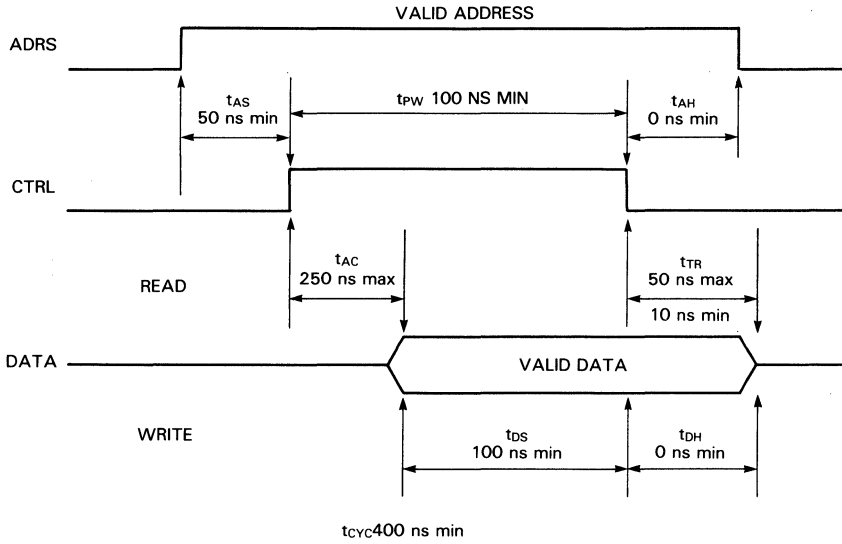 VALID ADDRESS
ADRS
tAS
50 ns min
tPW 100 NS MIN
tAH
0 ns min
CTRL
tAC
250 ns max
tTR
50 ns max
10 ns min
READ
DATA
VALID DATA
WRITE
tDS
100 ns min
tDH
0 ns min
tCYC400 ns min